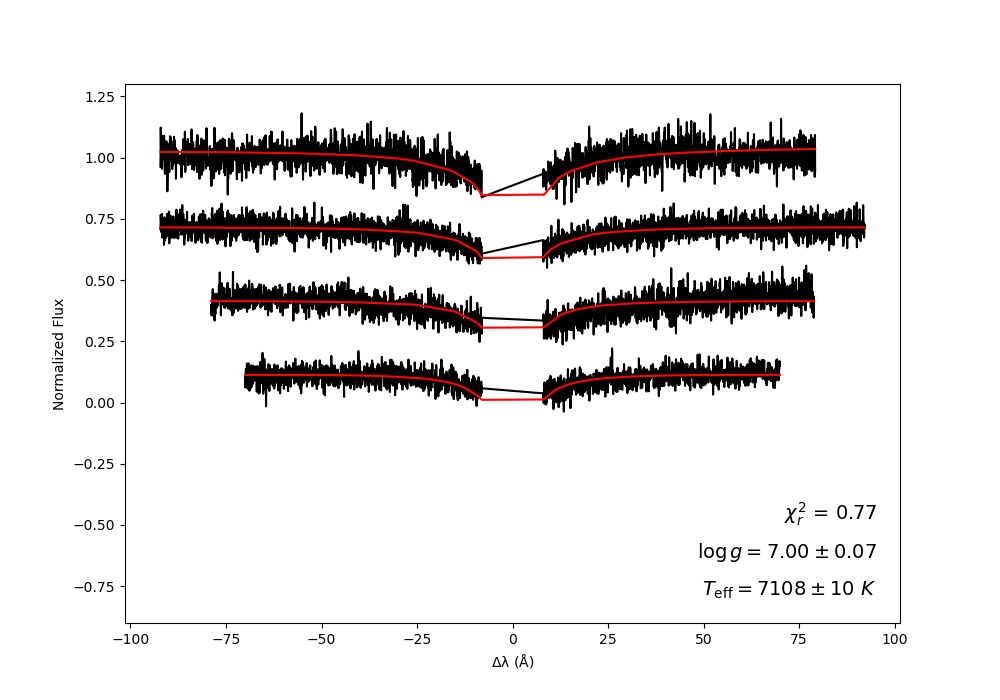 Normalized Flux
1.25
1.00
0.75
0.50
0.25
0.00
−0.25
−0.50
−0.75
χ²ᵣ = 0.77
log g = 7.00 ± 0.07
T_eff = 7108 ± 10 K
−100 −75 −50 −25 0 25 50 75 100
Δλ (Å)